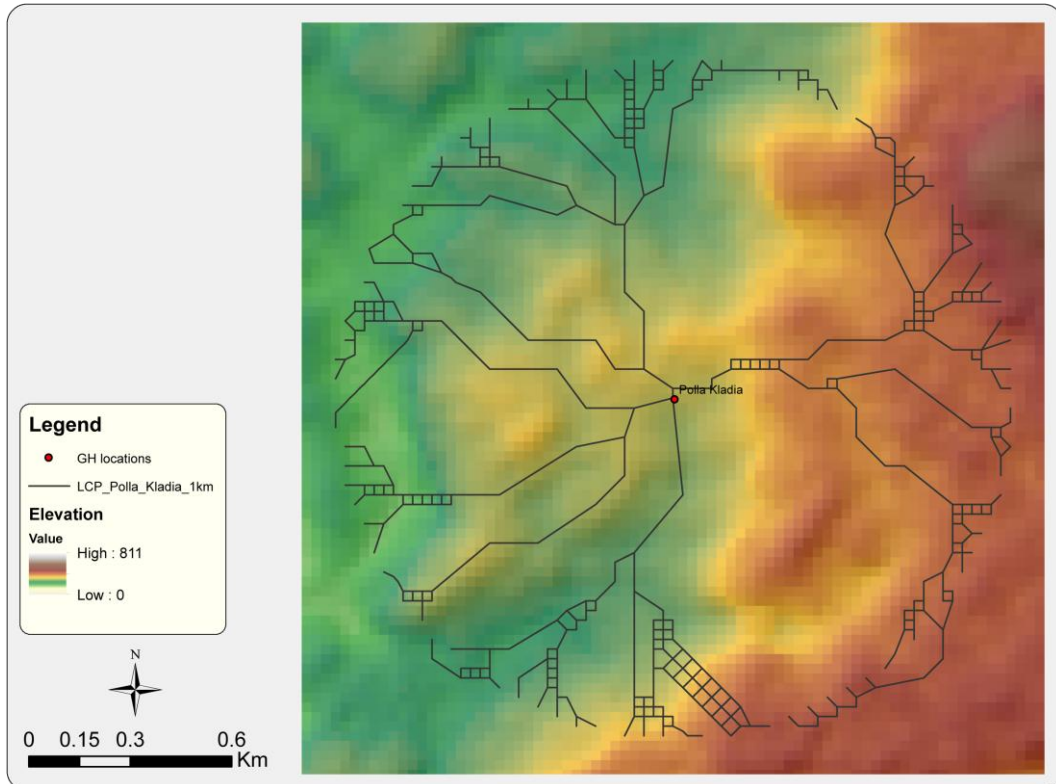 Polla Kladia
Legend
GH locations
LCP_Polla_Kladia_1km
Elevation
Value
High : 811
Low : 0
N
0 0.15 0.3 0.6
Km